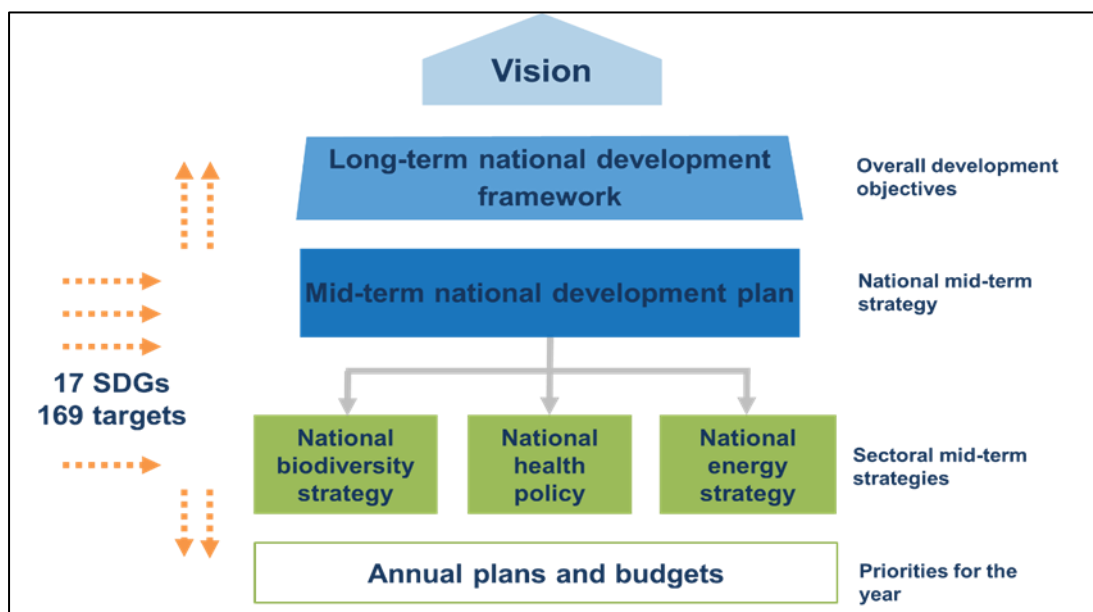 Vision
Long-term national development
framework
Overall development
objectives
Mid-term national development plan
National mid-term
strategy
17 SDGs
169 targets
National
biodiversity
strategy
National
health
policy
National
energy
strategy
Sectoral mid-term
strategies
Annual plans and budgets
Priorities for the
year